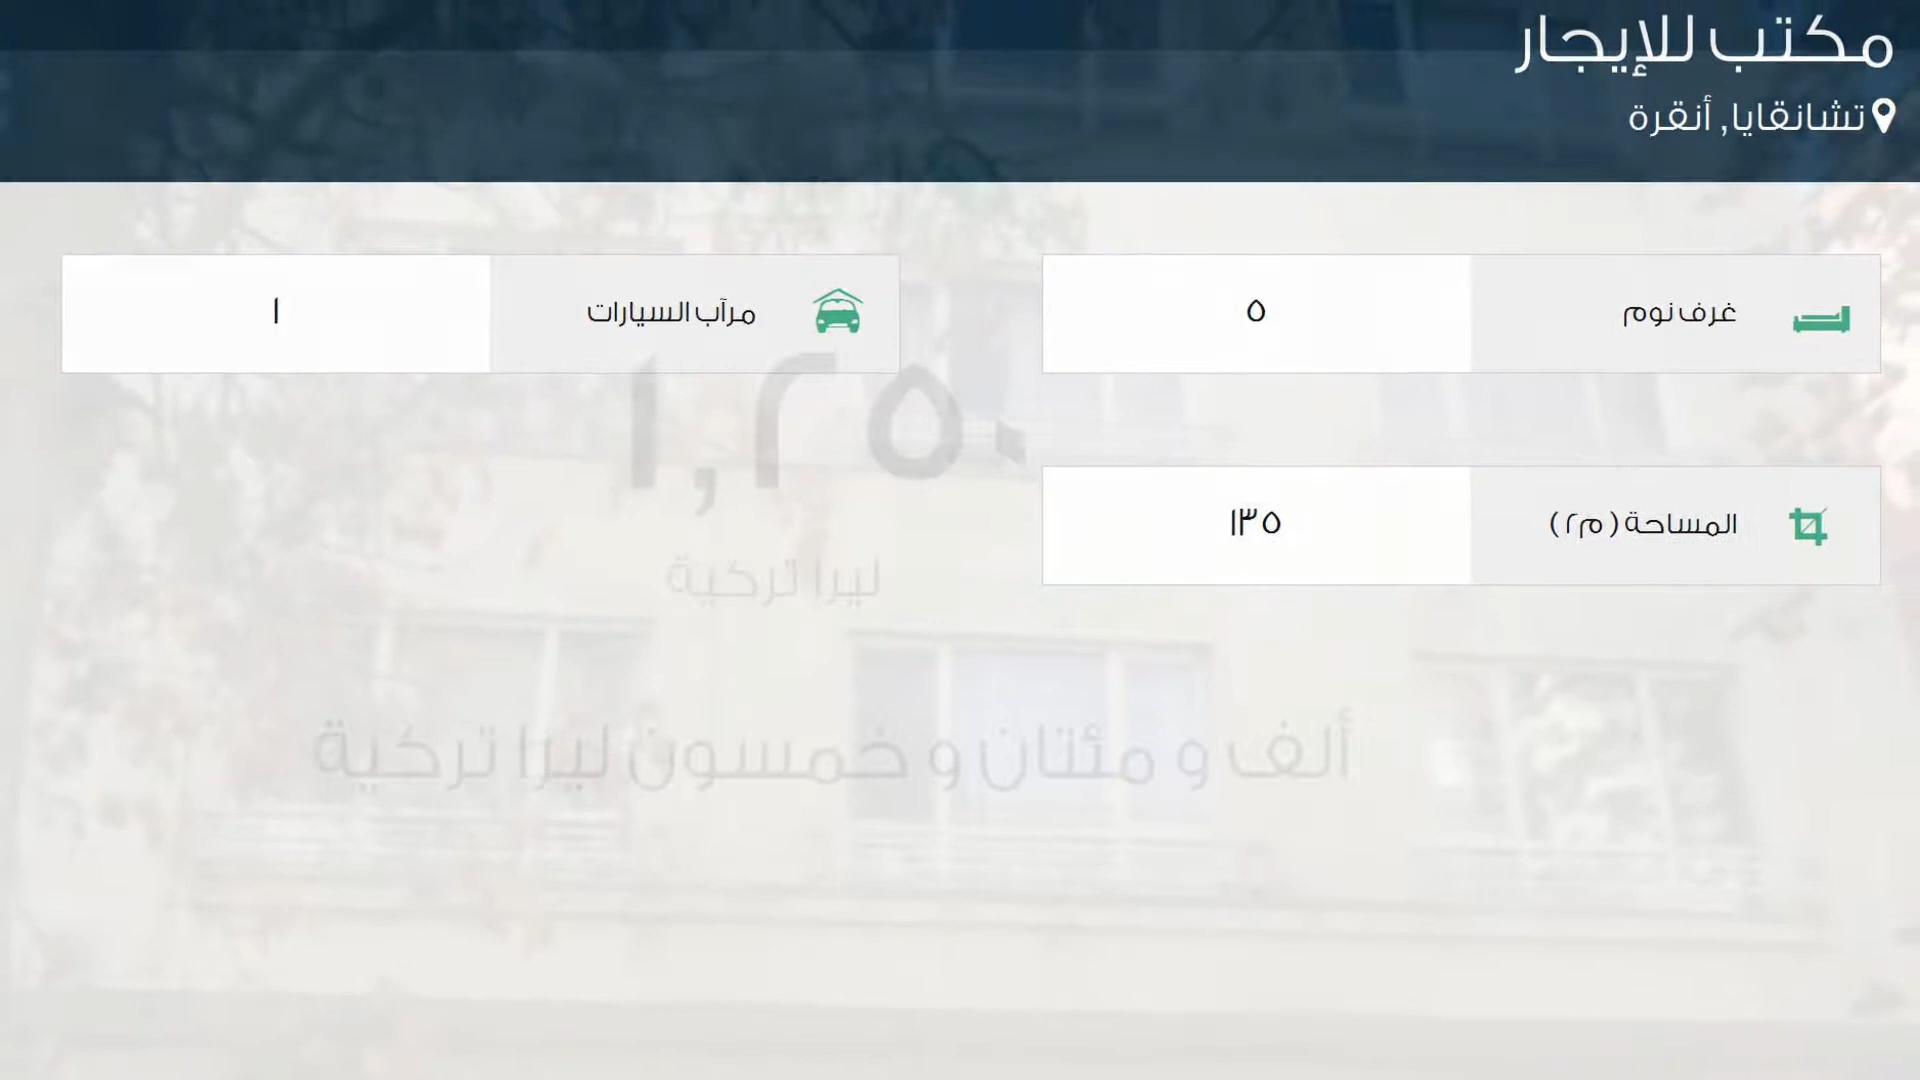 مكتب للإيجار
تشانقايا, أنقرة
غرف نوم
٥
مرآب السيارات
١
المساحة ( م٢ )
١٣٥
١,٢٥٠
ليرا تركية
ألف و مئتان و خمسون ليرا تركية